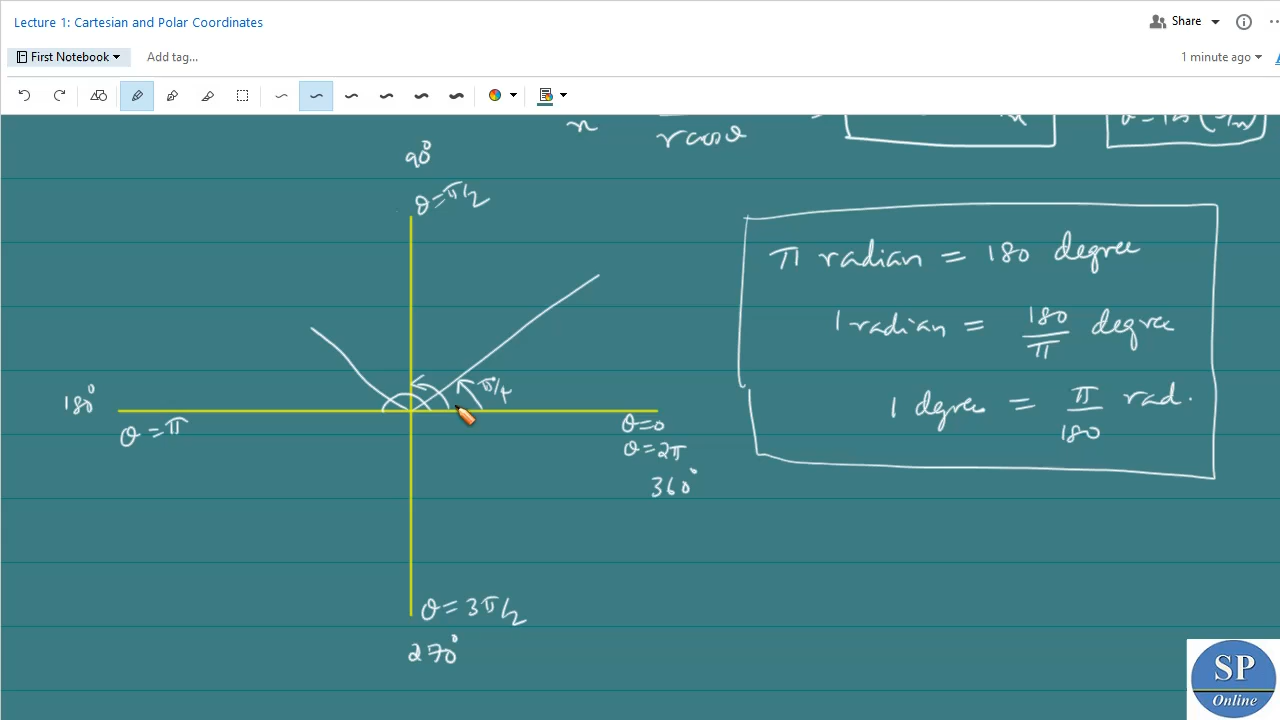 Lecture 1: Cartesian and Polar Coordinates
Share
First Notebook
Add tag...
1 minute ago
x
r cosθ
=
90°
θ=π/2
π radian = 180 degree
1 radian = 180/π degree
1 degree = π/180 rad.
π/4
180°
θ = π
θ=0
θ=2π
360°
θ = 3π/2
270°
SP
Online